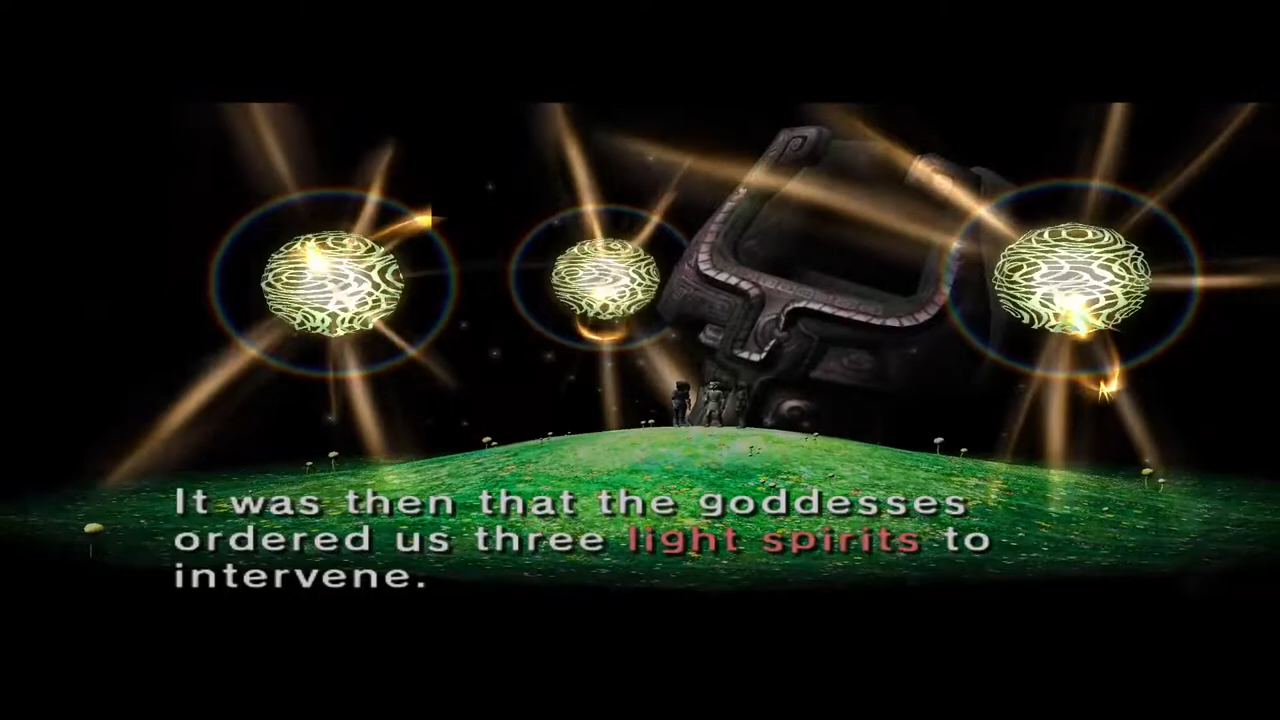 It was then that the goddesses
ordered us three light spirits to
intervene.